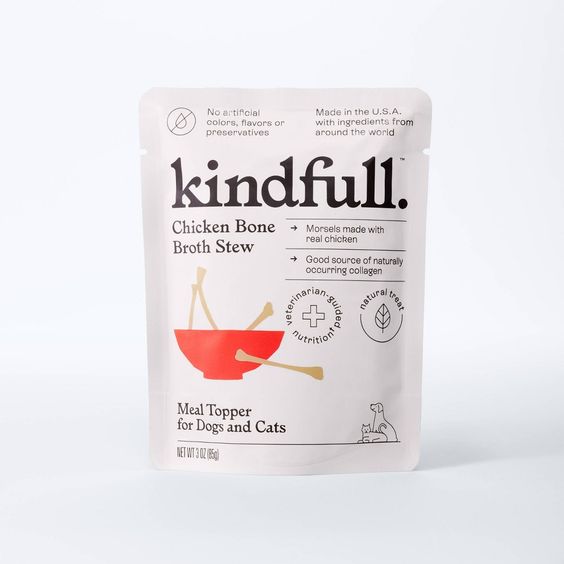 No artificial
colors, flavors or
preservatives
Made in the U.S.A.
with ingredients from
around the world
kindfull.™
Chicken Bone
Broth Stew
→ Morsels made with
real chicken
→ Good source of naturally
occurring collagen
veterinarian-guided
nutrition†
natural treat
Meal Topper
for Dogs and Cats
NET WT 3 OZ (85g)